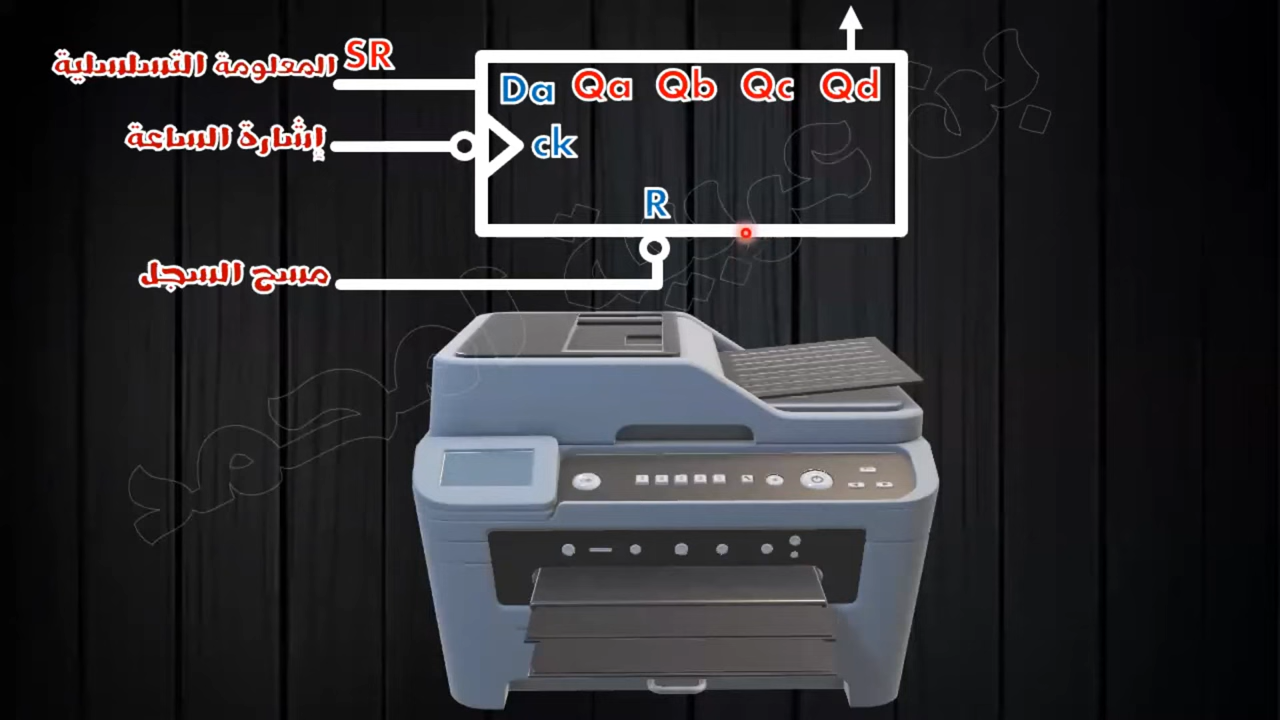 المعلومة التسلسلية SR
Da Qa Qb Qc Qd
إشارة الساعة
ck
R
مسح السجل